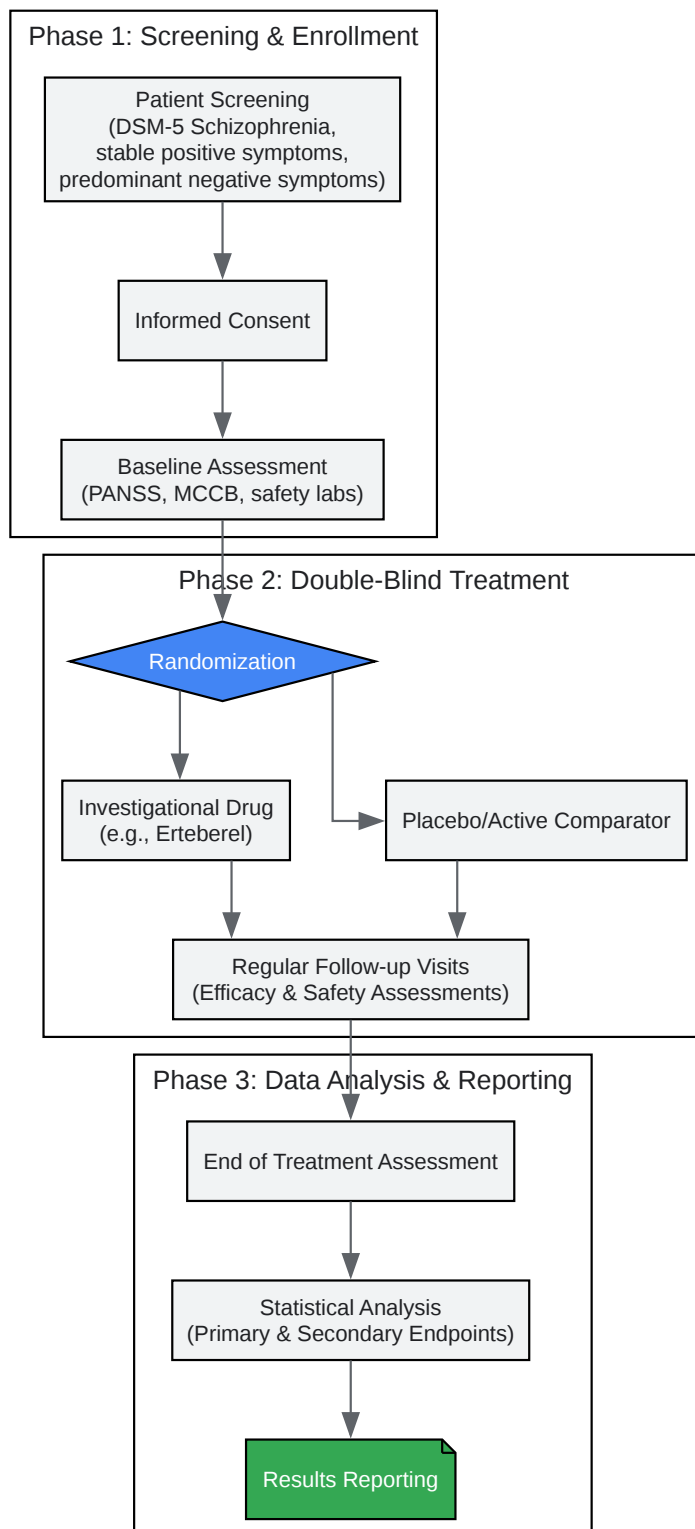 Phase 1: Screening & Enrollment
Patient Screening
(DSM-5 Schizophrenia,
stable positive symptoms,
predominant negative symptoms)
Informed Consent
Baseline Assessment
(PANSS, MCCB, safety labs)
Phase 2: Double-Blind Treatment
Randomization
Investigational Drug
(e.g., Erteberel)
Placebo/Active Comparator
Regular Follow-up Visits
(Efficacy & Safety Assessments)
Phase 3: Data Analysis & Reporting
End of Treatment Assessment
Statistical Analysis
(Primary & Secondary Endpoints)
Results Reporting